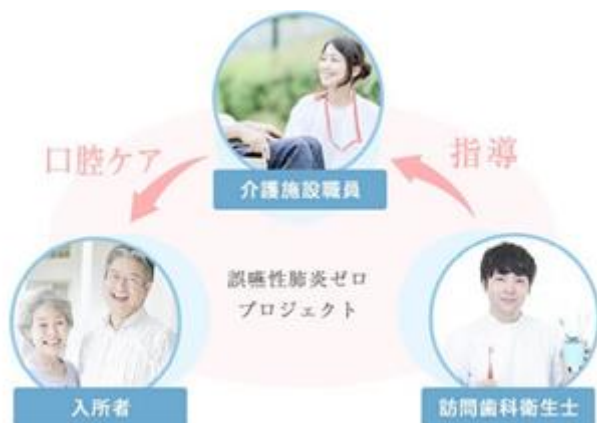 口腔ケア
指導
介護施設職員
誤嚥性肺炎ゼロ
プロジェクト
入所者
訪問歯科衛生士